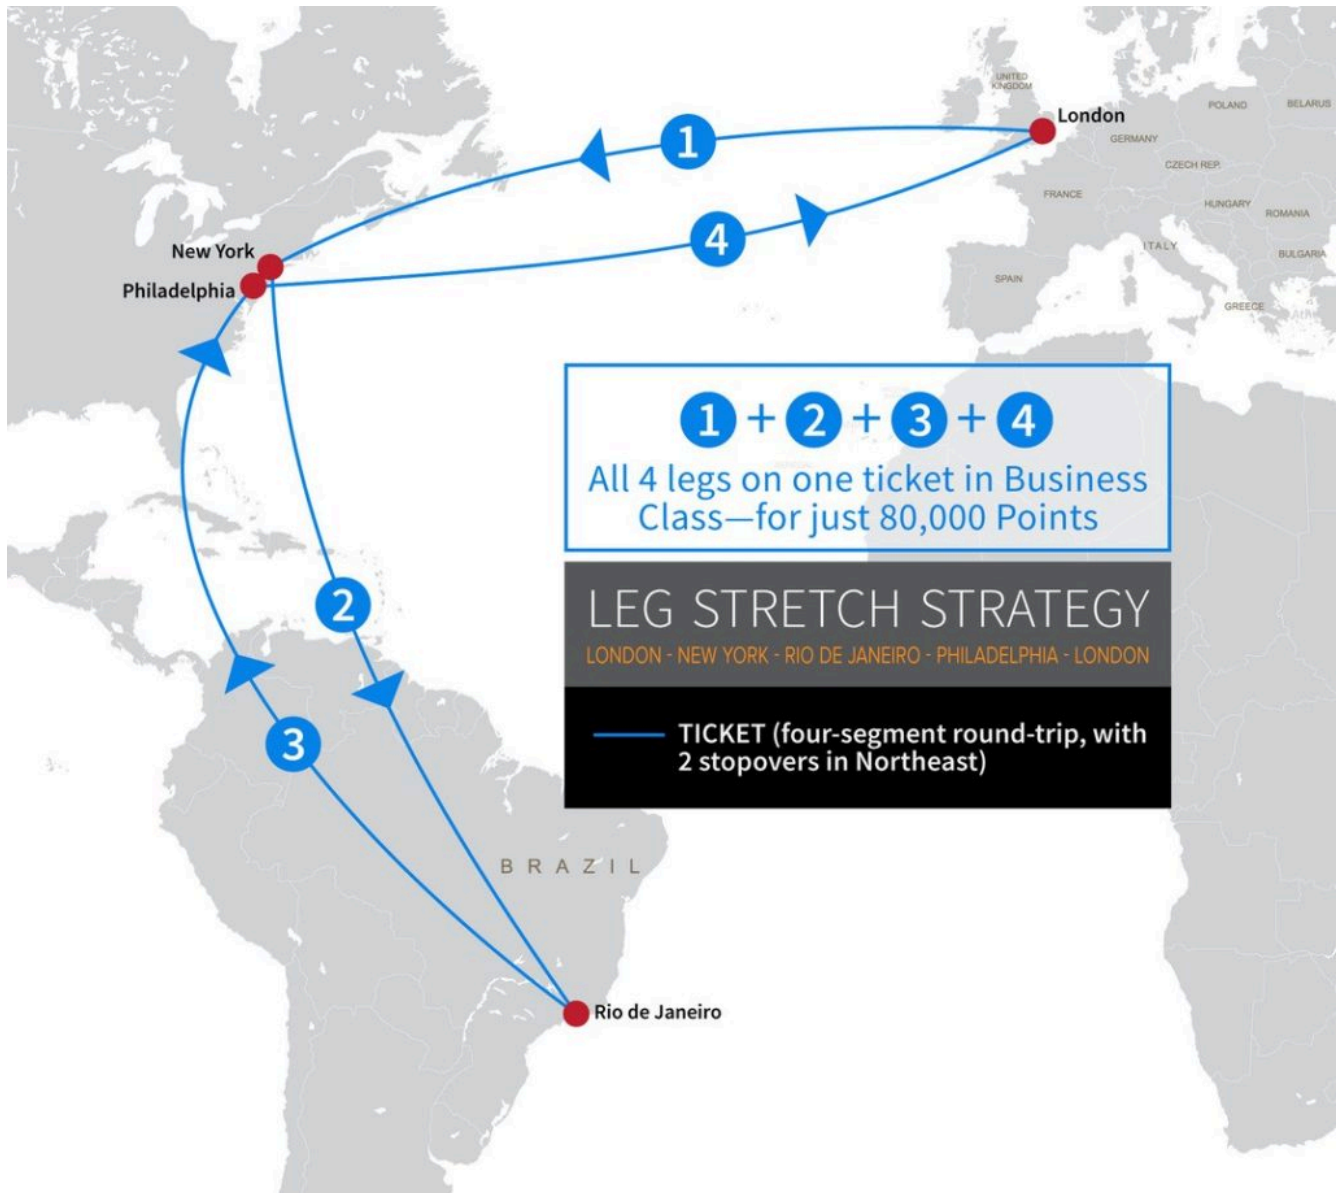 UNITED
KINGDOM
London
POLAND
BELARUS
GERMANY
CZECH REP.
FRANCE
HUNGARY
ROMANIA
ITALY
BULGARIA
SPAIN
GREECE
1
4
New York
Philadelphia
1 + 2 + 3 + 4
All 4 legs on one ticket in Business
Class—for just 80,000 Points
LEG STRETCH STRATEGY
LONDON - NEW YORK - RIO DE JANEIRO - PHILADELPHIA - LONDON
TICKET (four-segment round-trip, with
2 stopovers in Northeast)
2
3
BRAZIL
Rio de Janeiro